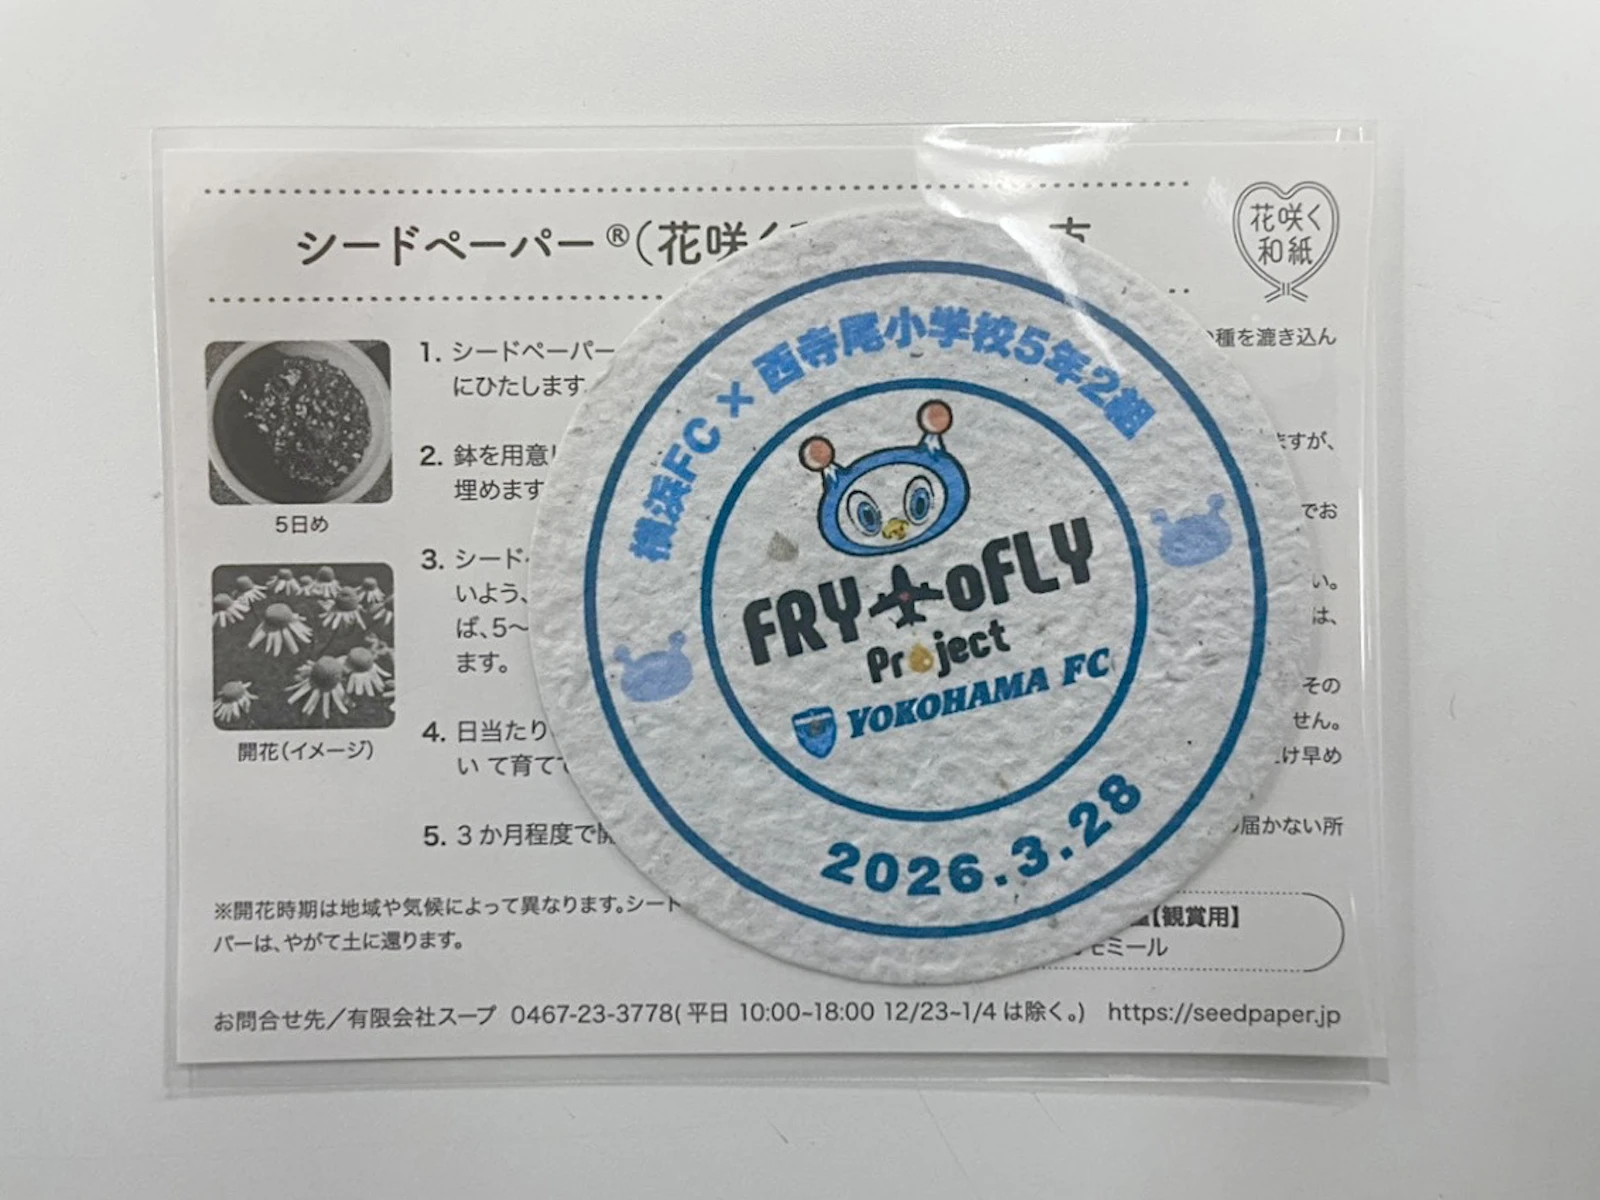 シードペーパー®（花咲く
方
花咲く
和紙
1. シードペーパー
にひたします
種を漉き込ん
2. 鉢を用意し
埋めます
ますが、
でお
5日め
3. シード
いよう、
ば、5～
ます。
い。
は、
その
せん。
け早め
開花（イメージ）
4. 日当たり
い て育て
届かない所
5. 3 か月程度で開
※開花時期は地域や気候によって異なります。シード
パーは、やがて土に還ります。
【観賞用】
モミール
お問合せ先／有限会社スープ 0467-23-3778( 平日 10:00~18:00 12/23~1/4 は除く。) https://seedpaper.jp
横浜FC × 西寺尾小学校5年2組
FRY oFLY
Project
YOKOHAMA FC
2026.3.28